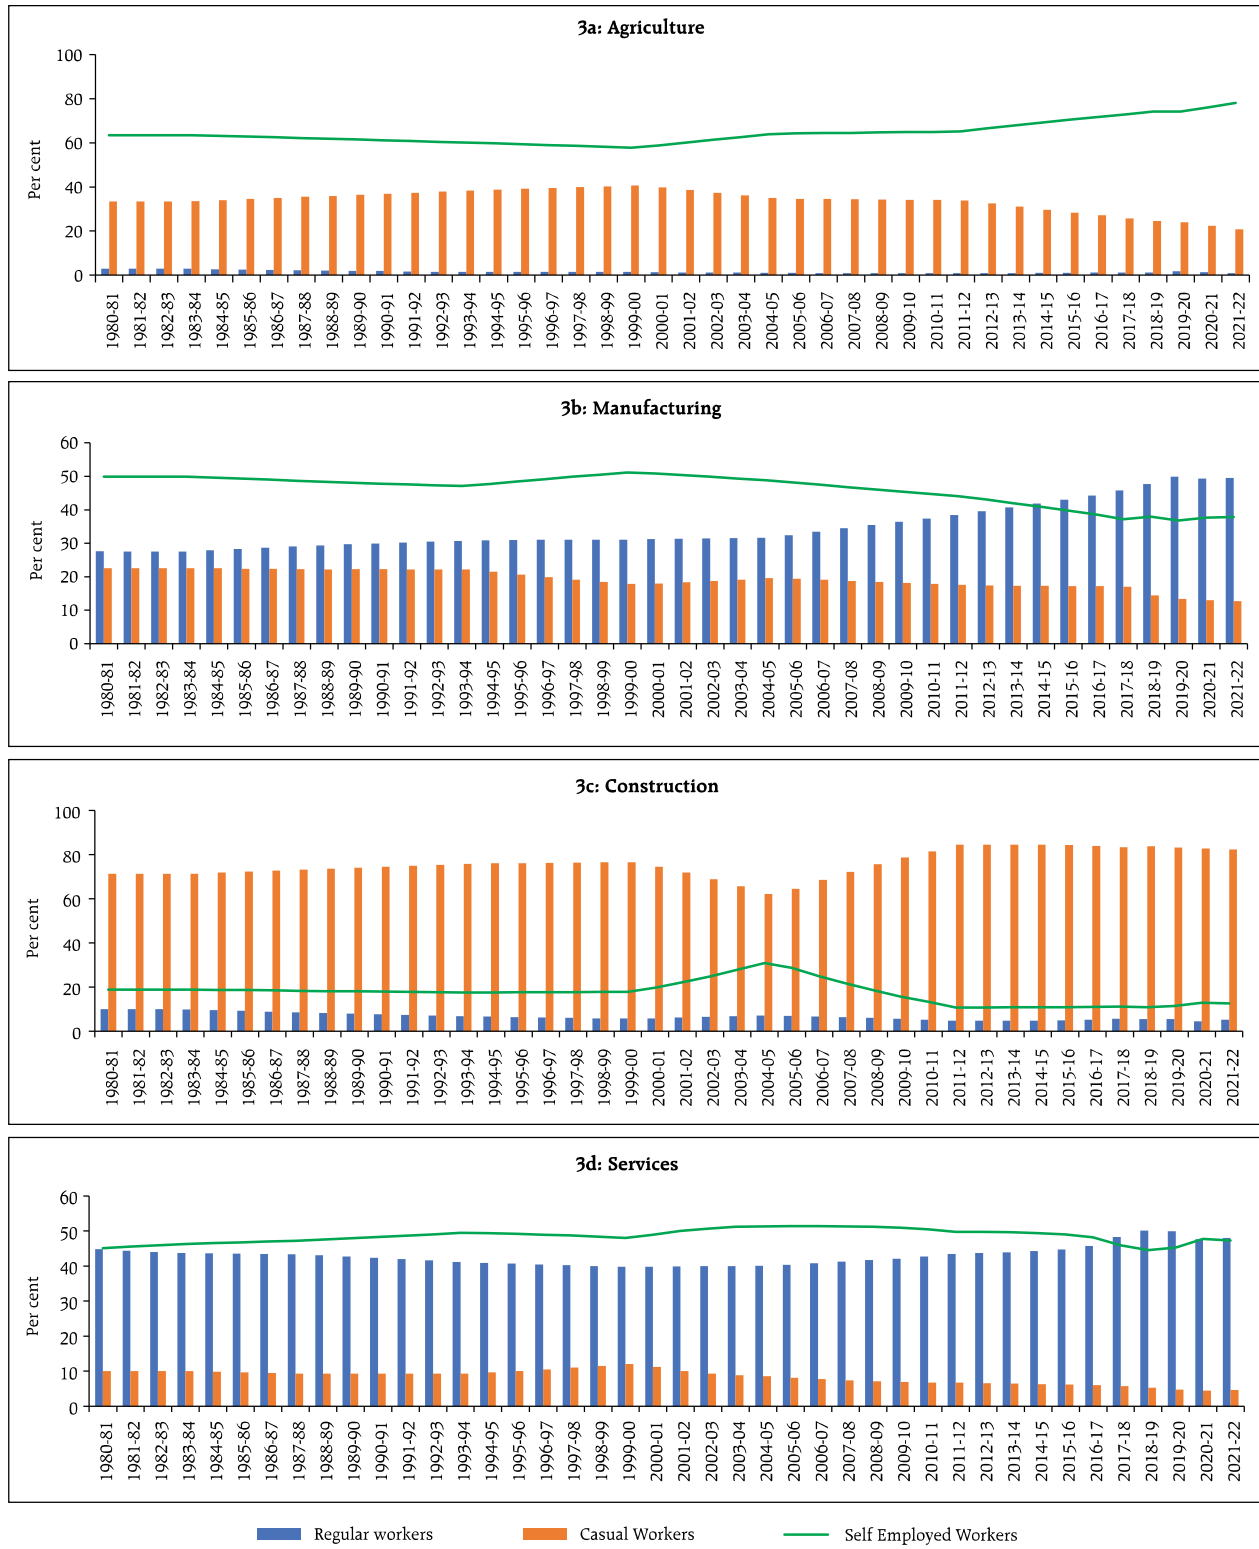 3a: Agriculture
100
80
60
40
20
0
Per cent
1980-81 1981-82 1982-83 1983-84 1984-85 1985-86 1986-87 1987-88 1988-89 1989-90 1990-91 1991-92 1992-93 1993-94 1994-95 1995-96 1996-97 1997-98 1998-99 1999-00 2000-01 2001-02 2002-03 2003-04 2004-05 2005-06 2006-07 2007-08 2008-09 2009-10 2010-11 2011-12 2012-13 2013-14 2014-15 2015-16 2016-17 2017-18 2018-19 2019-20 2020-21 2021-22
3b: Manufacturing
60
50
40
30
20
10
0
Per cent
1980-81 1981-82 1982-83 1983-84 1984-85 1985-86 1986-87 1987-88 1988-89 1989-90 1990-91 1991-92 1992-93 1993-94 1994-95 1995-96 1996-97 1997-98 1998-99 1999-00 2000-01 2001-02 2002-03 2003-04 2004-05 2005-06 2006-07 2007-08 2008-09 2009-10 2010-11 2011-12 2012-13 2013-14 2014-15 2015-16 2016-17 2017-18 2018-19 2019-20 2020-21 2021-22
3c: Construction
100
80
60
40
20
0
Per cent
1980-81 1981-82 1982-83 1983-84 1984-85 1985-86 1986-87 1987-88 1988-89 1989-90 1990-91 1991-92 1992-93 1993-94 1994-95 1995-96 1996-97 1997-98 1998-99 1999-00 2000-01 2001-02 2002-03 2003-04 2004-05 2005-06 2006-07 2007-08 2008-09 2009-10 2010-11 2011-12 2012-13 2013-14 2014-15 2015-16 2016-17 2017-18 2018-19 2019-20 2020-21 2021-22
3d: Services
60
50
40
30
20
10
0
Per cent
1980-81 1981-82 1982-83 1983-84 1984-85 1985-86 1986-87 1987-88 1988-89 1989-90 1990-91 1991-92 1992-93 1993-94 1994-95 1995-96 1996-97 1997-98 1998-99 1999-00 2000-01 2001-02 2002-03 2003-04 2004-05 2005-06 2006-07 2007-08 2008-09 2009-10 2010-11 2011-12 2012-13 2013-14 2014-15 2015-16 2016-17 2017-18 2018-19 2019-20 2020-21 2021-22
Regular workers Casual Workers Self Employed Workers